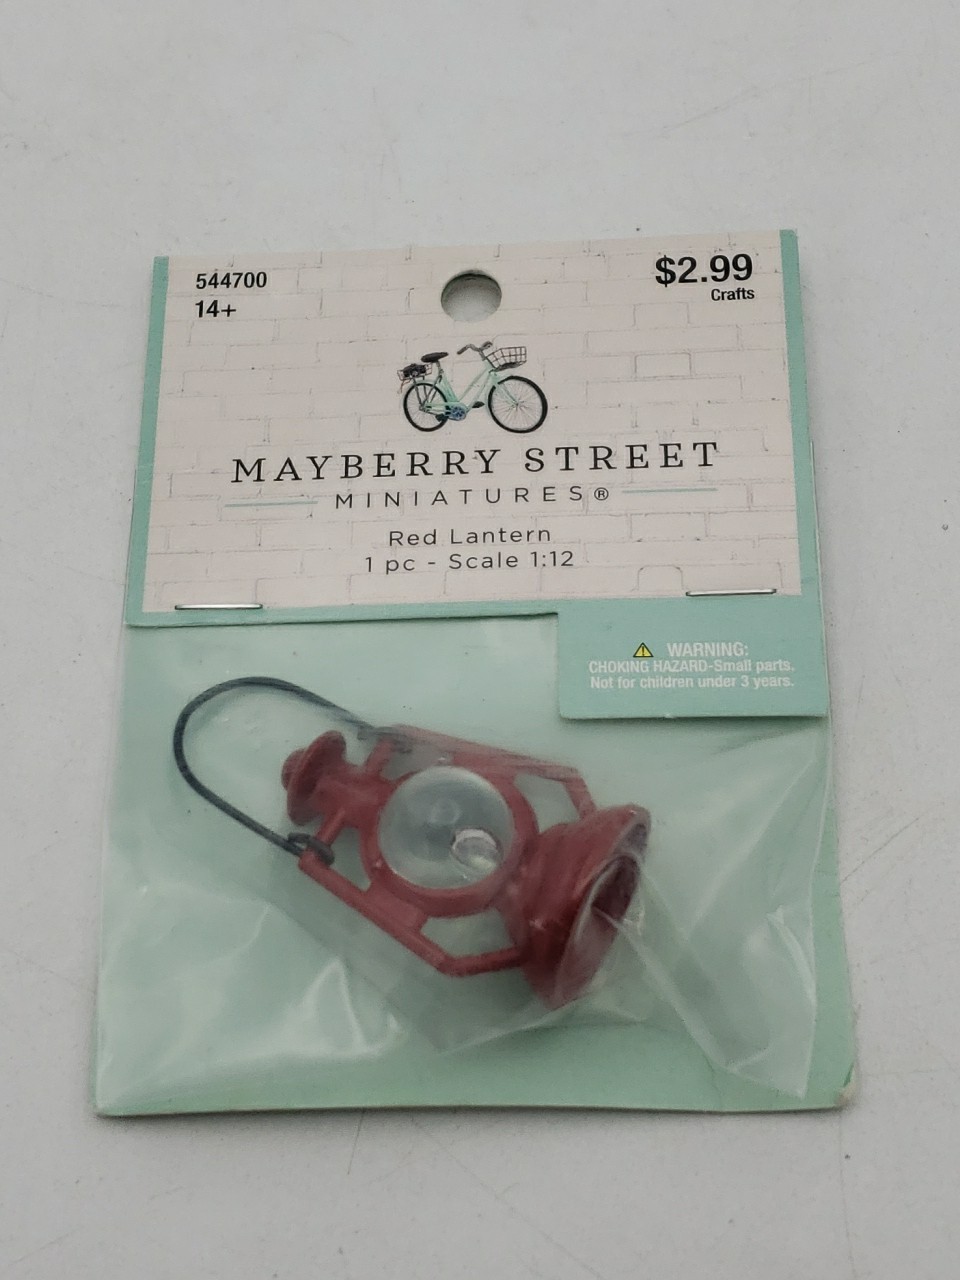 544700
14+
$2.99
Crafts
MAYBERRY STREET
MINIATURES®
Red Lantern
1 pc - Scale 1:12
WARNING:
CHOKING HAZARD-Small parts.
Not for children under 3 years.